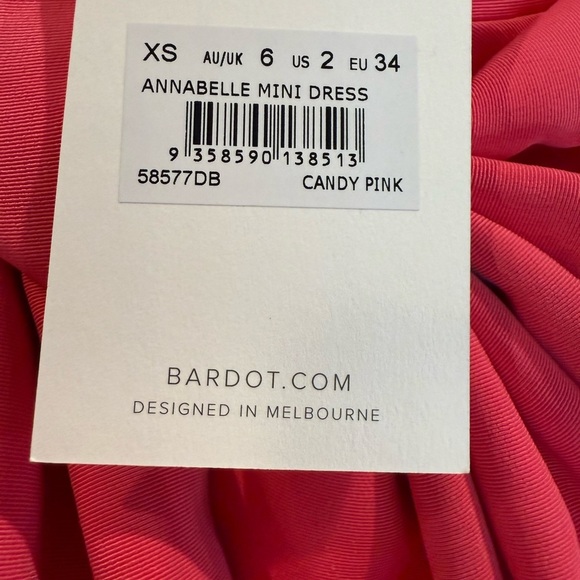 XS AU/UK 6 US 2 EU 34
ANNABELLE MINI DRESS
9 358590 138513
58577DB CANDY PINK
BARDOT.COM
DESIGNED IN MELBOURNE